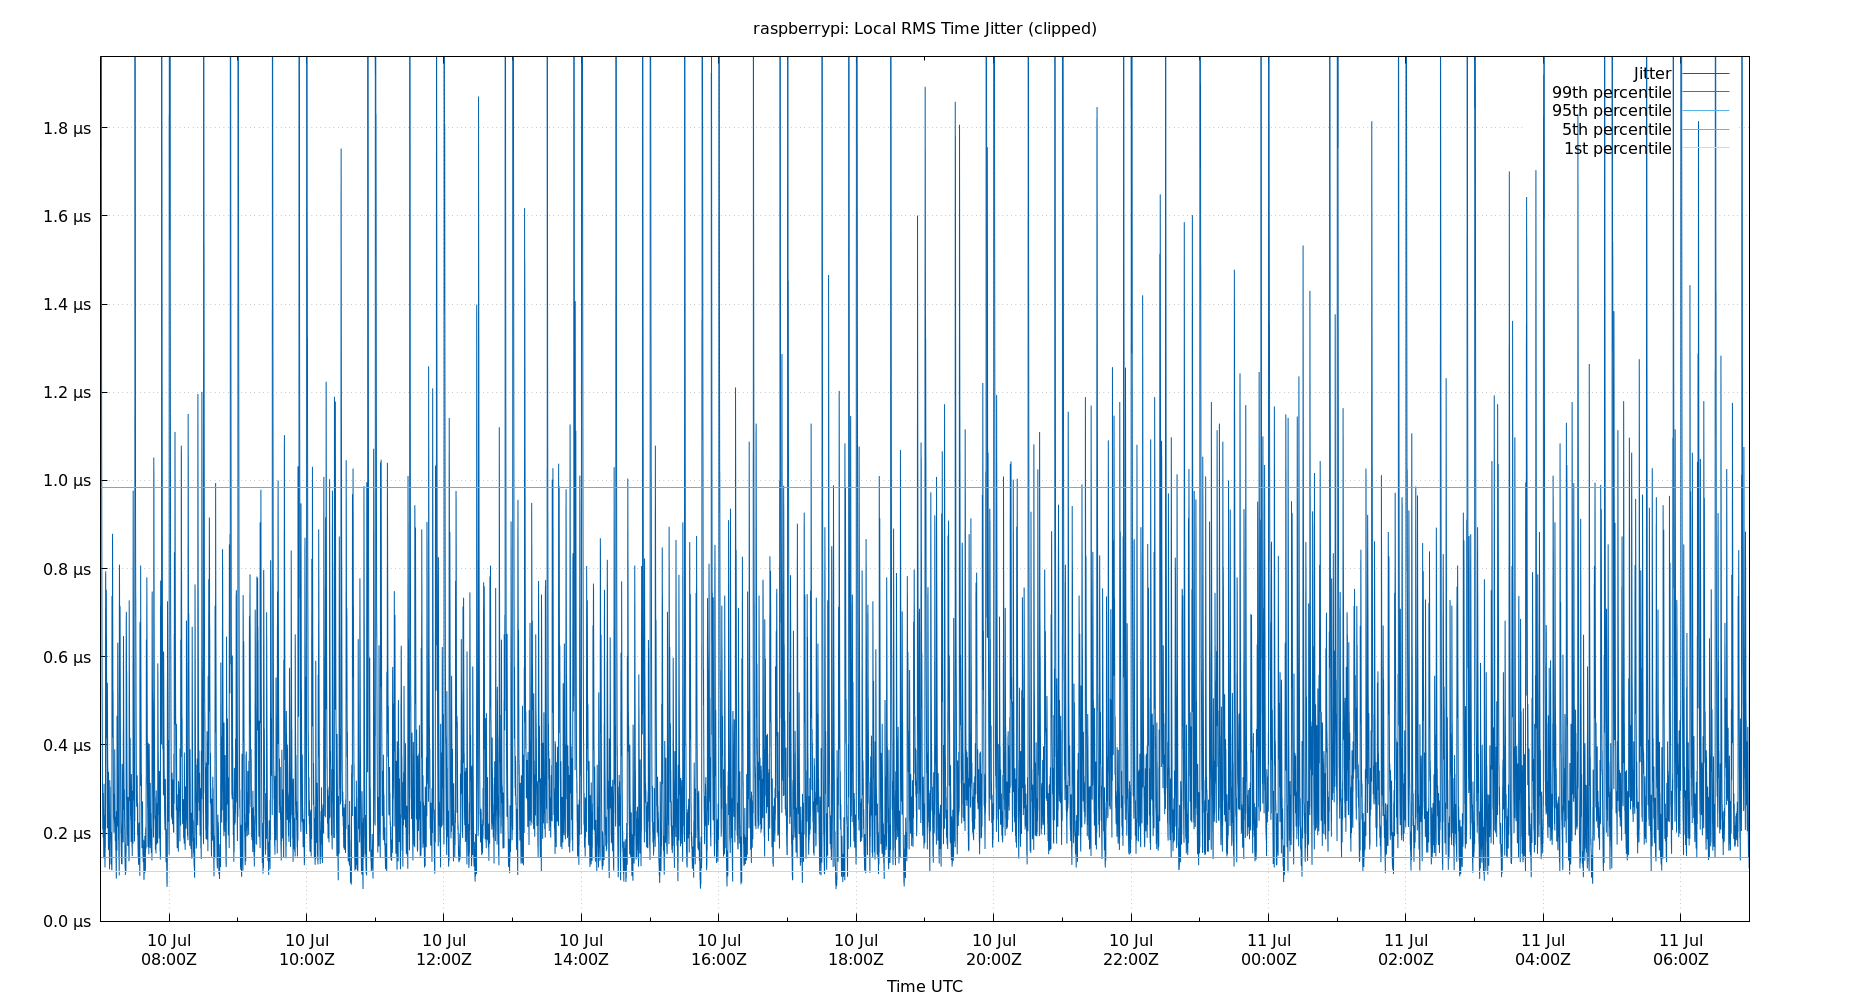 raspberrypi: Local RMS Time Jitter (clipped)
Jitter
99th percentile
95th percentile
5th percentile
1st percentile
1.8 μs
1.6 μs
1.4 μs
1.2 μs
1.0 μs
0.8 μs
0.6 μs
0.4 μs
0.2 μs
0.0 μs
10 Jul 10 Jul 10 Jul 10 Jul 10 Jul 10 Jul 10 Jul 10 Jul 11 Jul 11 Jul 11 Jul 11 Jul
08:00Z 10:00Z 12:00Z 14:00Z 16:00Z 18:00Z 20:00Z 22:00Z 00:00Z 02:00Z 04:00Z 06:00Z
Time UTC